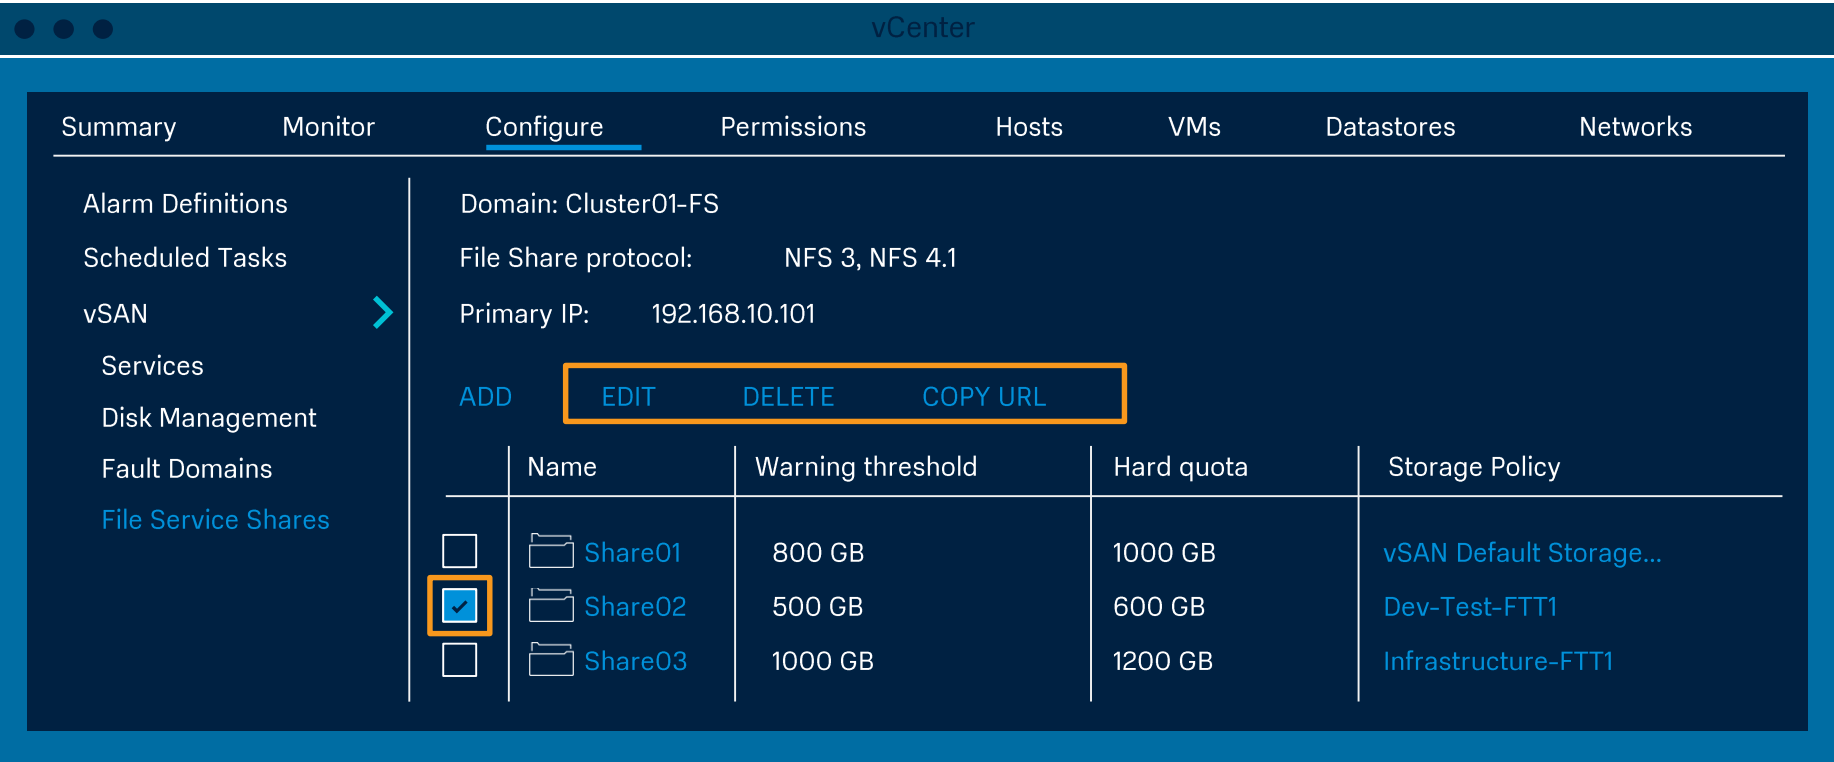 vCenter
Summary Monitor Configure Permissions Hosts VMs Datastores Networks
Alarm Definitions
Scheduled Tasks
vSAN
Services
Disk Management
Fault Domains
File Service Shares
Domain: Cluster01-FS
File Share protocol: NFS 3, NFS 4.1
Primary IP: 192.168.10.101
ADD EDIT DELETE COPY URL
Name Warning threshold Hard quota Storage Policy
Share01 800 GB 1000 GB vSAN Default Storage...
Share02 500 GB 600 GB Dev-Test-FTT1
Share03 1000 GB 1200 GB Infrastructure-FTT1